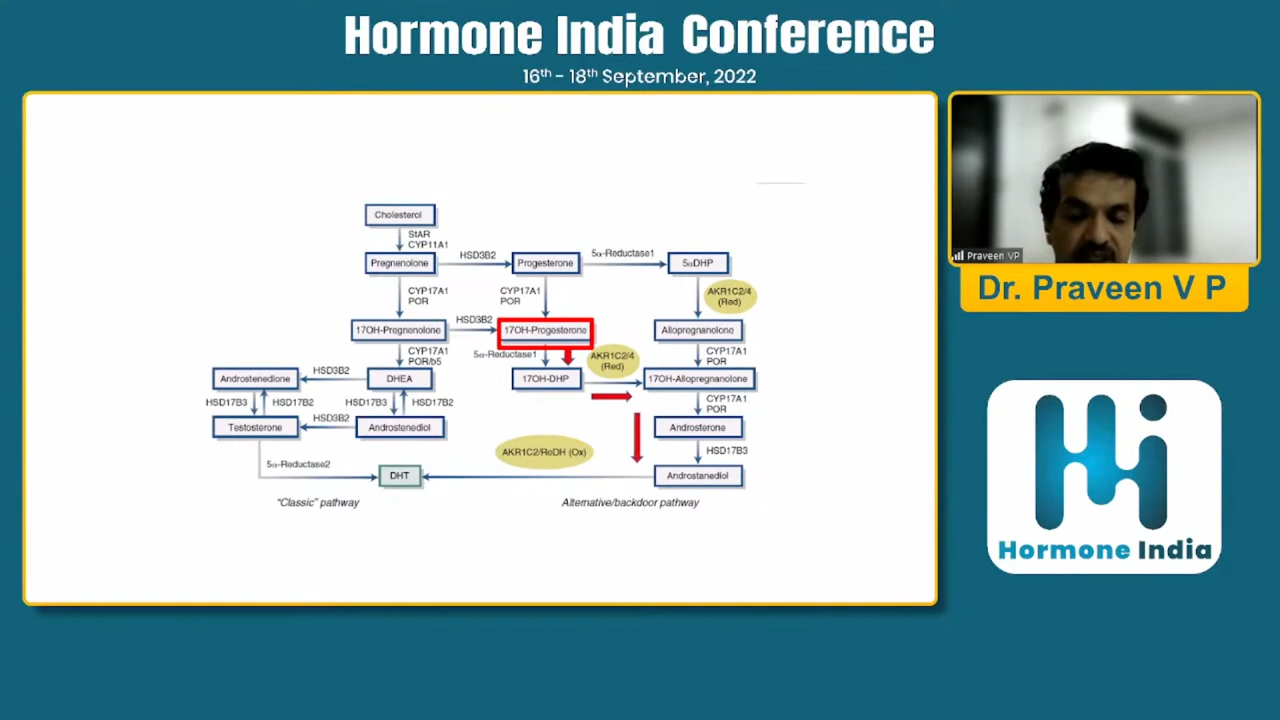 Hormone India Conference
16th - 18th September, 2022
Cholesterol
StAR
CYP11A1
Pregnenolone
HSD3B2
Progesterone
5α-Reductase1
5αDHP
CYP17A1
POR
CYP17A1
POR
AKR1C2/4
(Red)
17OH-Pregnenolone
HSD3B2
17OH-Progesterone
Allopregnanolone
CYP17A1
POR/b5
5α-Reductase1
AKR1C2/4
(Red)
CYP17A1
POR
Androstenedione
HSD3B2
DHEA
17OH-DHP
17OH-Allopregnanolone
HSD17B3
HSD17B2
HSD17B3
HSD17B2
CYP17A1
POR
Testosterone
HSD3B2
Androstenediol
Androsterone
AKR1C2/RoDH (Ox)
HSD17B3
5α-Reductase2
DHT
Androstanediol
"Classic" pathway
Alternative/backdoor pathway
Praveen VP
Dr. Praveen V P
Hi
Hormone India